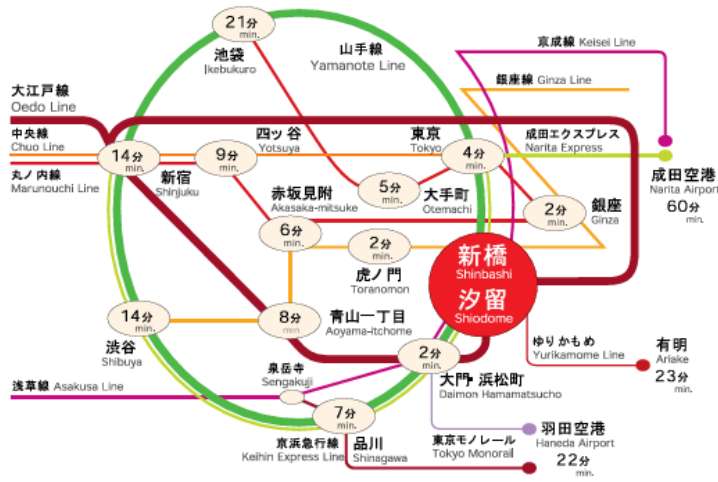 21分
min.
池袋
Ikebukuro
山手線
Yamanote Line
京成線 Keisei Line
銀座線 Ginza Line
大江戸線
Oedo Line
中央線
Chuo Line
丸ノ内線
Marunouchi Line
14分
min.
新宿
Shinjuku
9分
min.
四ッ谷
Yotsuya
東京
Tokyo
4分
min.
成田エクスプレス
Narita Express
成田空港
Narita Airport
60分
min.
5分
min.
大手町
Otemachi
2分
min.
銀座
Ginza
赤坂見附
Akasaka-mitsuke
6分
min.
2分
min.
虎ノ門
Toranomon
新橋
Shinbashi
汐留
Shiodome
14分
min.
渋谷
Shibuya
8分
min.
青山一丁目
Aoyama-itchome
ゆりかもめ
Yurikamome Line
有明
Ariake
23分
min.
2分
min.
大門・浜松町
Daimon Hamamatsucho
浅草線 Asakusa Line
泉岳寺
Sengakuji
7分
min.
京浜急行線
Keihin Express Line
品川
Shinagawa
東京モノレール
Tokyo Monorail
羽田空港
Haneda Airport
22分
min.